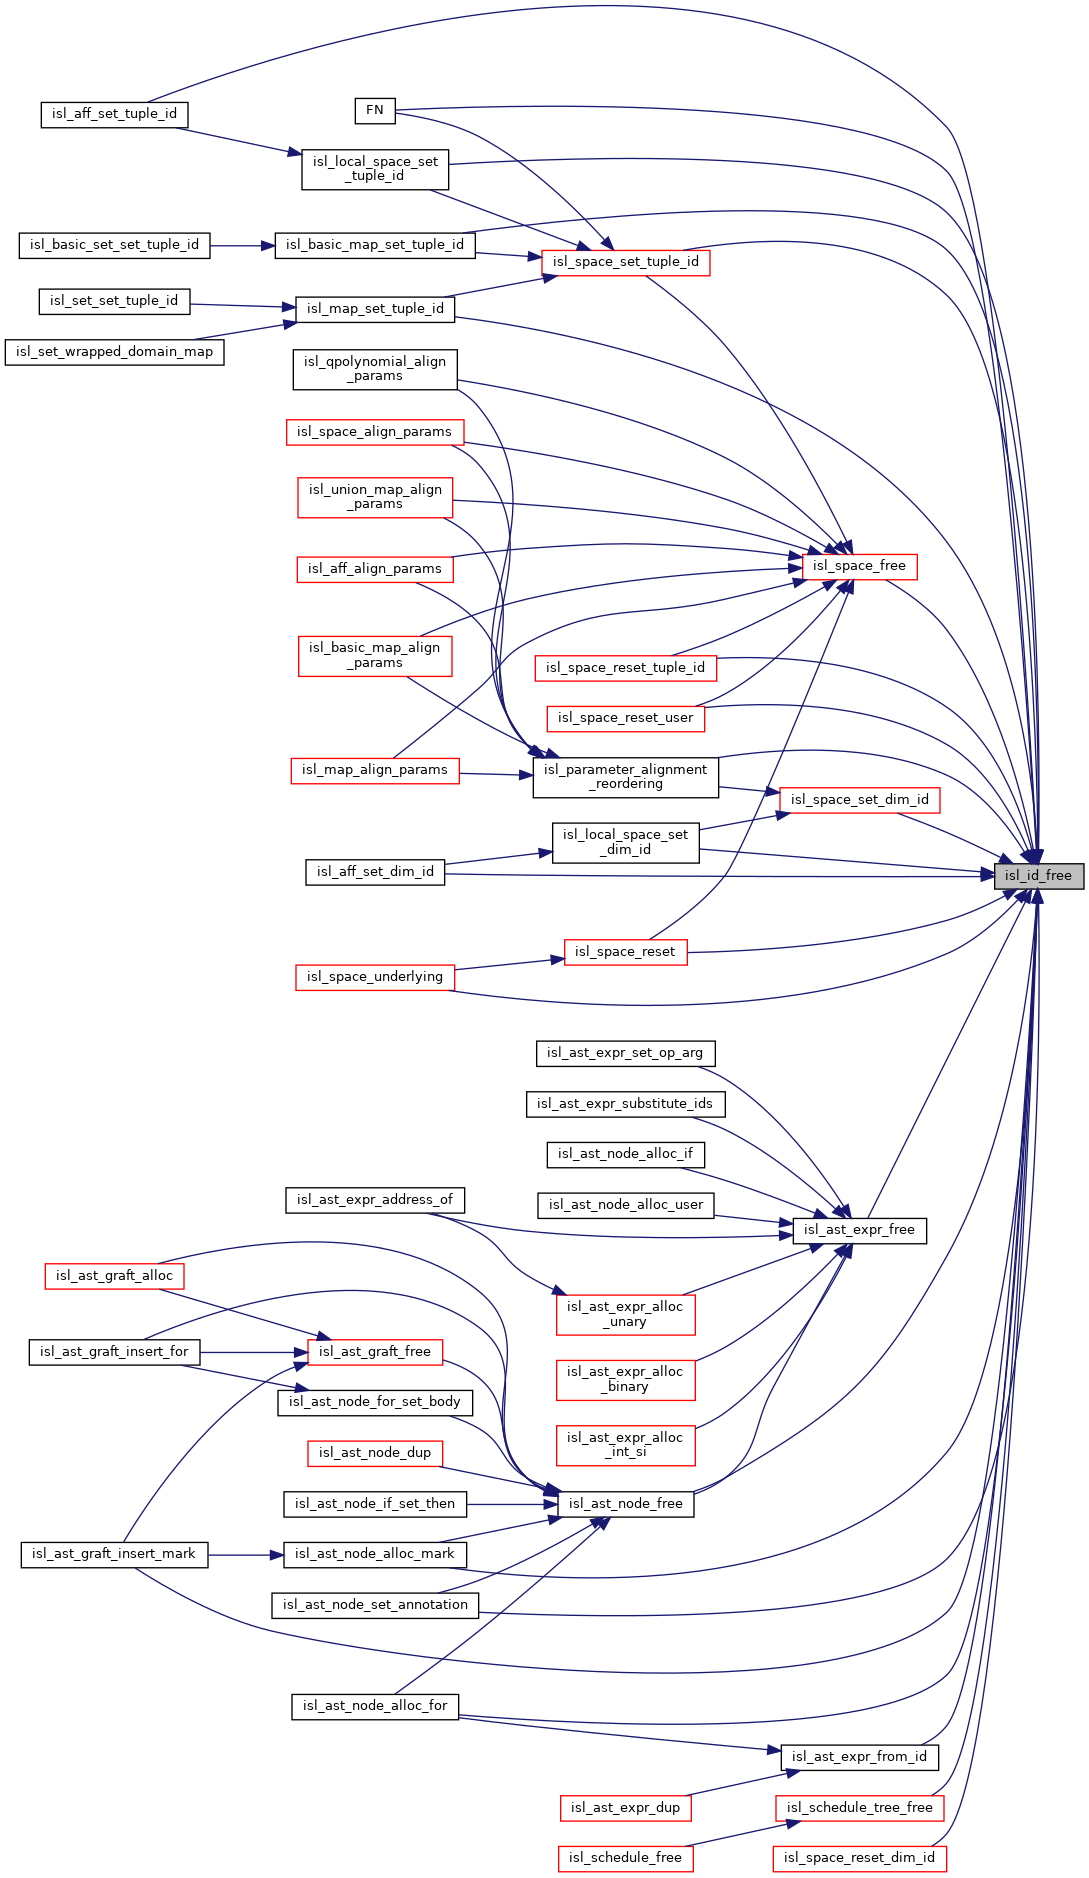 isl_aff_set_tuple_id
FN
isl_local_space_set
_tuple_id
isl_basic_set_set_tuple_id
isl_basic_map_set_tuple_id
isl_space_set_tuple_id
isl_set_set_tuple_id
isl_map_set_tuple_id
isl_set_wrapped_domain_map
isl_qpolynomial_align
_params
isl_space_align_params
isl_union_map_align
_params
isl_aff_align_params
isl_space_free
isl_basic_map_align
_params
isl_space_reset_tuple_id
isl_space_reset_user
isl_map_align_params
isl_parameter_alignment
_reordering
isl_space_set_dim_id
isl_local_space_set
_dim_id
isl_aff_set_dim_id
isl_id_free
isl_space_reset
isl_space_underlying
isl_ast_expr_set_op_arg
isl_ast_expr_substitute_ids
isl_ast_node_alloc_if
isl_ast_expr_address_of
isl_ast_node_alloc_user
isl_ast_expr_free
isl_ast_graft_alloc
isl_ast_expr_alloc
_unary
isl_ast_graft_insert_for
isl_ast_graft_free
isl_ast_expr_alloc
_binary
isl_ast_node_for_set_body
isl_ast_expr_alloc
_int_si
isl_ast_node_dup
isl_ast_node_if_set_then
isl_ast_node_free
isl_ast_graft_insert_mark
isl_ast_node_alloc_mark
isl_ast_node_set_annotation
isl_ast_node_alloc_for
isl_ast_expr_from_id
isl_ast_expr_dup
isl_schedule_tree_free
isl_schedule_free
isl_space_reset_dim_id